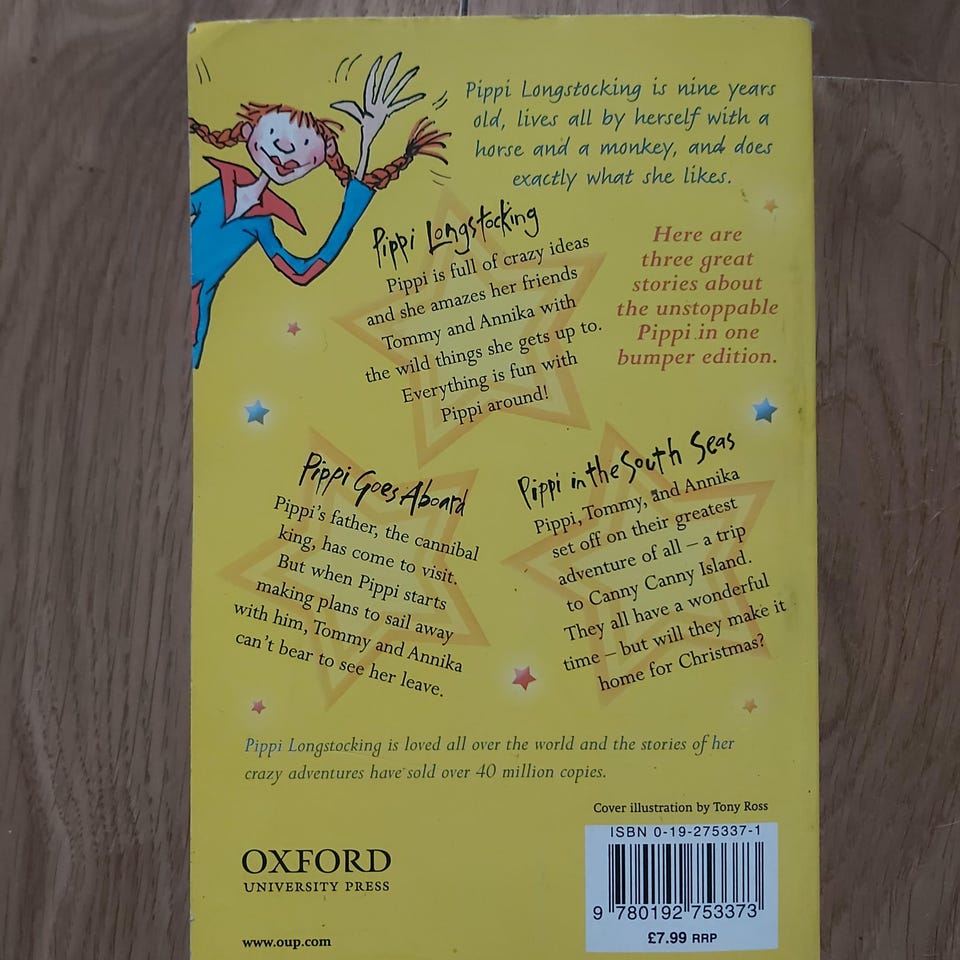 Pippi Longstocking is nine years
old, lives all by herself with a
horse and a monkey, and does
exactly what she likes.
Pippi Longstocking
Pippi is full of crazy ideas
and she amazes her friends
Tommy and Annika with
the wild things she gets up to.
Everything is fun with
Pippi around!
Here are
three great
stories about
the unstoppable
Pippi in one
bumper edition.
Pippi Goes Aboard
Pippi's father, the cannibal
king, has come to visit.
But when Pippi starts
making plans to sail away
with him, Tommy and Annika
can't bear to see her leave.
Pippi in the South Seas
Pippi, Tommy, and Annika
set off on their greatest
adventure of all – a trip
to Canny Canny Island.
They all have a wonderful
time – but will they make it
home for Christmas?
Pippi Longstocking is loved all over the world and the stories of her
crazy adventures have sold over 40 million copies.
Cover illustration by Tony Ross
ISBN 0-19-275337-1
9 780192 753373
£7.99 RRP
OXFORD
UNIVERSITY PRESS
www.oup.com